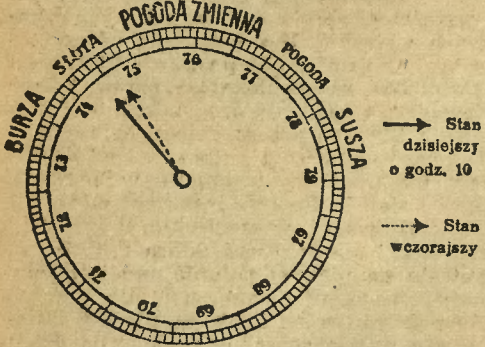 POGODA ZMIENNA
SŁOTA
POGODA
BURZA
SUSZA
76
75
77
74
78
73
79
72
67
71
68
70
69
Stan
dzisiejszy
o godz. 10
Stan
wczorajszy